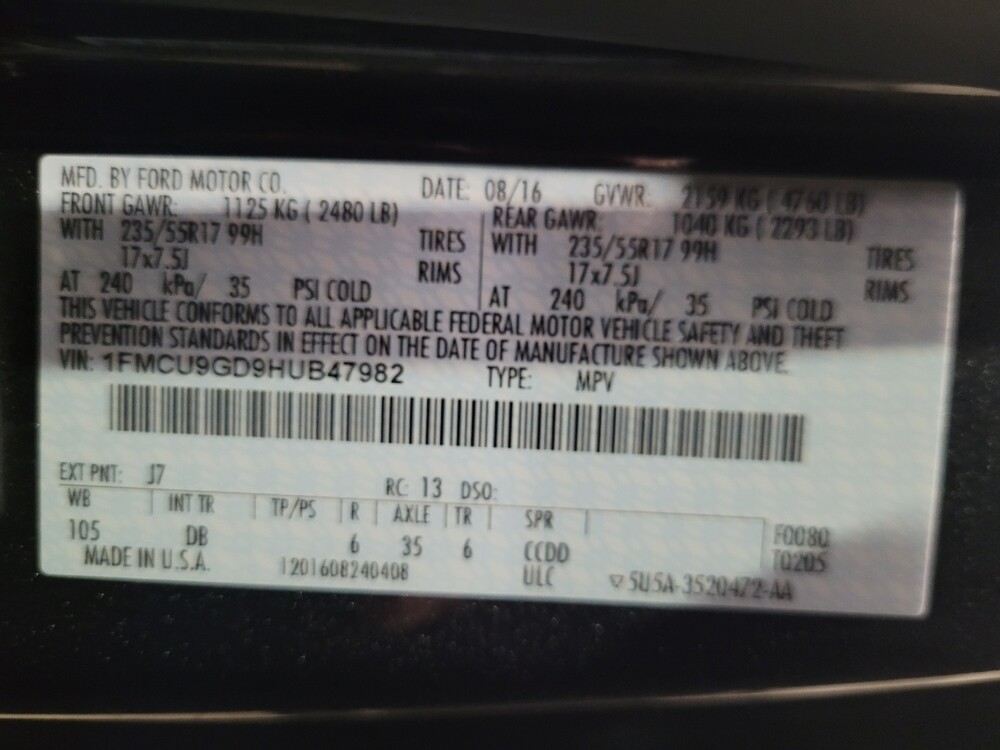 MFD. BY FORD MOTOR CO. DATE: 08/16 GVWR: 2159 KG ( 4760 LB)
FRONT GAWR: 1125 KG ( 2480 LB) REAR GAWR: 1040 KG ( 2293 LB)
WITH 235/55R17 99H TIRES WITH 235/55R17 99H TIRES
17x7.5J RIMS 17x7.5J RIMS
AT 240 kPa/ 35 PSI COLD AT 240 kPa/ 35 PSI COLD
THIS VEHICLE CONFORMS TO ALL APPLICABLE FEDERAL MOTOR VEHICLE SAFETY AND THEFT
PREVENTION STANDARDS IN EFFECT ON THE DATE OF MANUFACTURE SHOWN ABOVE.
VIN: 1FMCU9GD9HUB47982 TYPE: MPV
EXT PNT: J7 RC: 13 DSO:
WB INT TR TP/PS R AXLE TR SPR
105 DB 6 35 6 CCDD F0080
MADE IN U.S.A. 1201608240408 ULC T0205
▽ 5U5A-3520472-AA